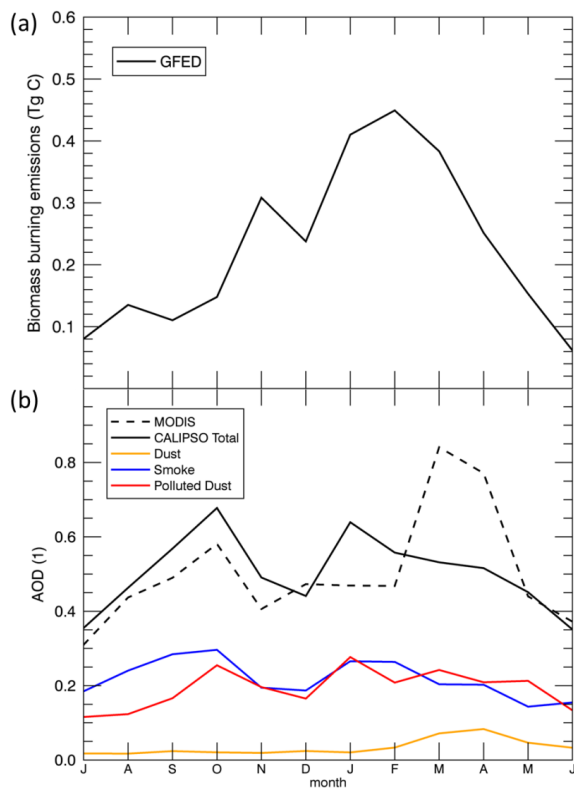 (a)
0.6
0.5
0.4
0.3
0.2
0.1
Biomass burning emissions (Tg C)
GFED
(b)
MODIS
CALIPSO Total
Dust
Smoke
Polluted Dust
0.8
0.6
0.4
0.2
0.0
AOD (1)
J A S O N D J F M A M J
month